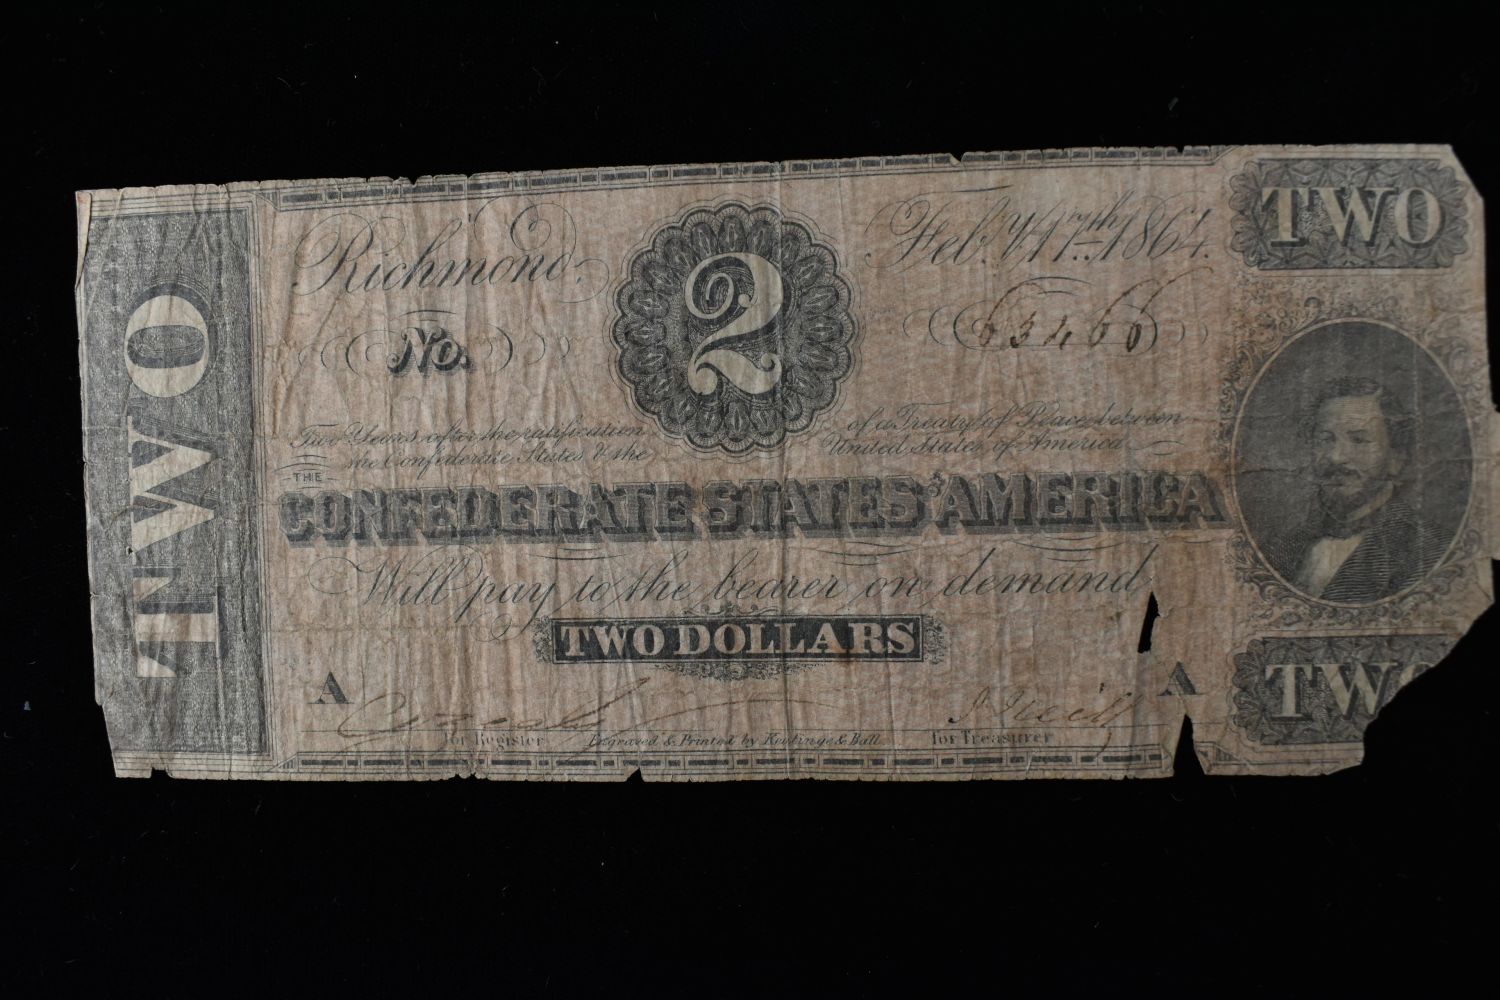 TWO
Richmond,
2
Feb.y 17th 1864.
TWO
No.
63466
Two Years after the ratification of a Treaty of Peace between
the Confederate States & the United States of America
THE
CONFEDERATE STATES OF AMERICA
Will pay to the bearer on demand
TWO DOLLARS
TWO
A
A
for Register
Engraved & Printed by Keatinge & Ball
for Treasurer